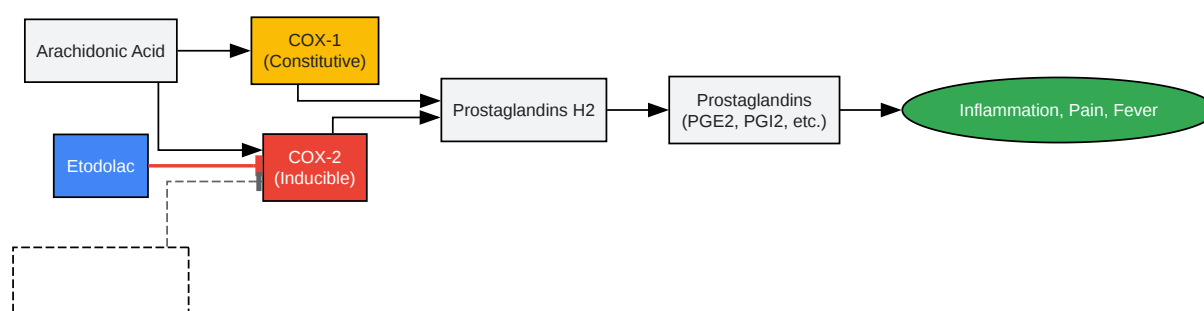 Arachidonic Acid
COX-1
(Constitutive)
Prostaglandins H2
Prostaglandins
(PGE2, PGI2, etc.)
Inflammation, Pain, Fever
Etodolac
COX-2
(Inducible)